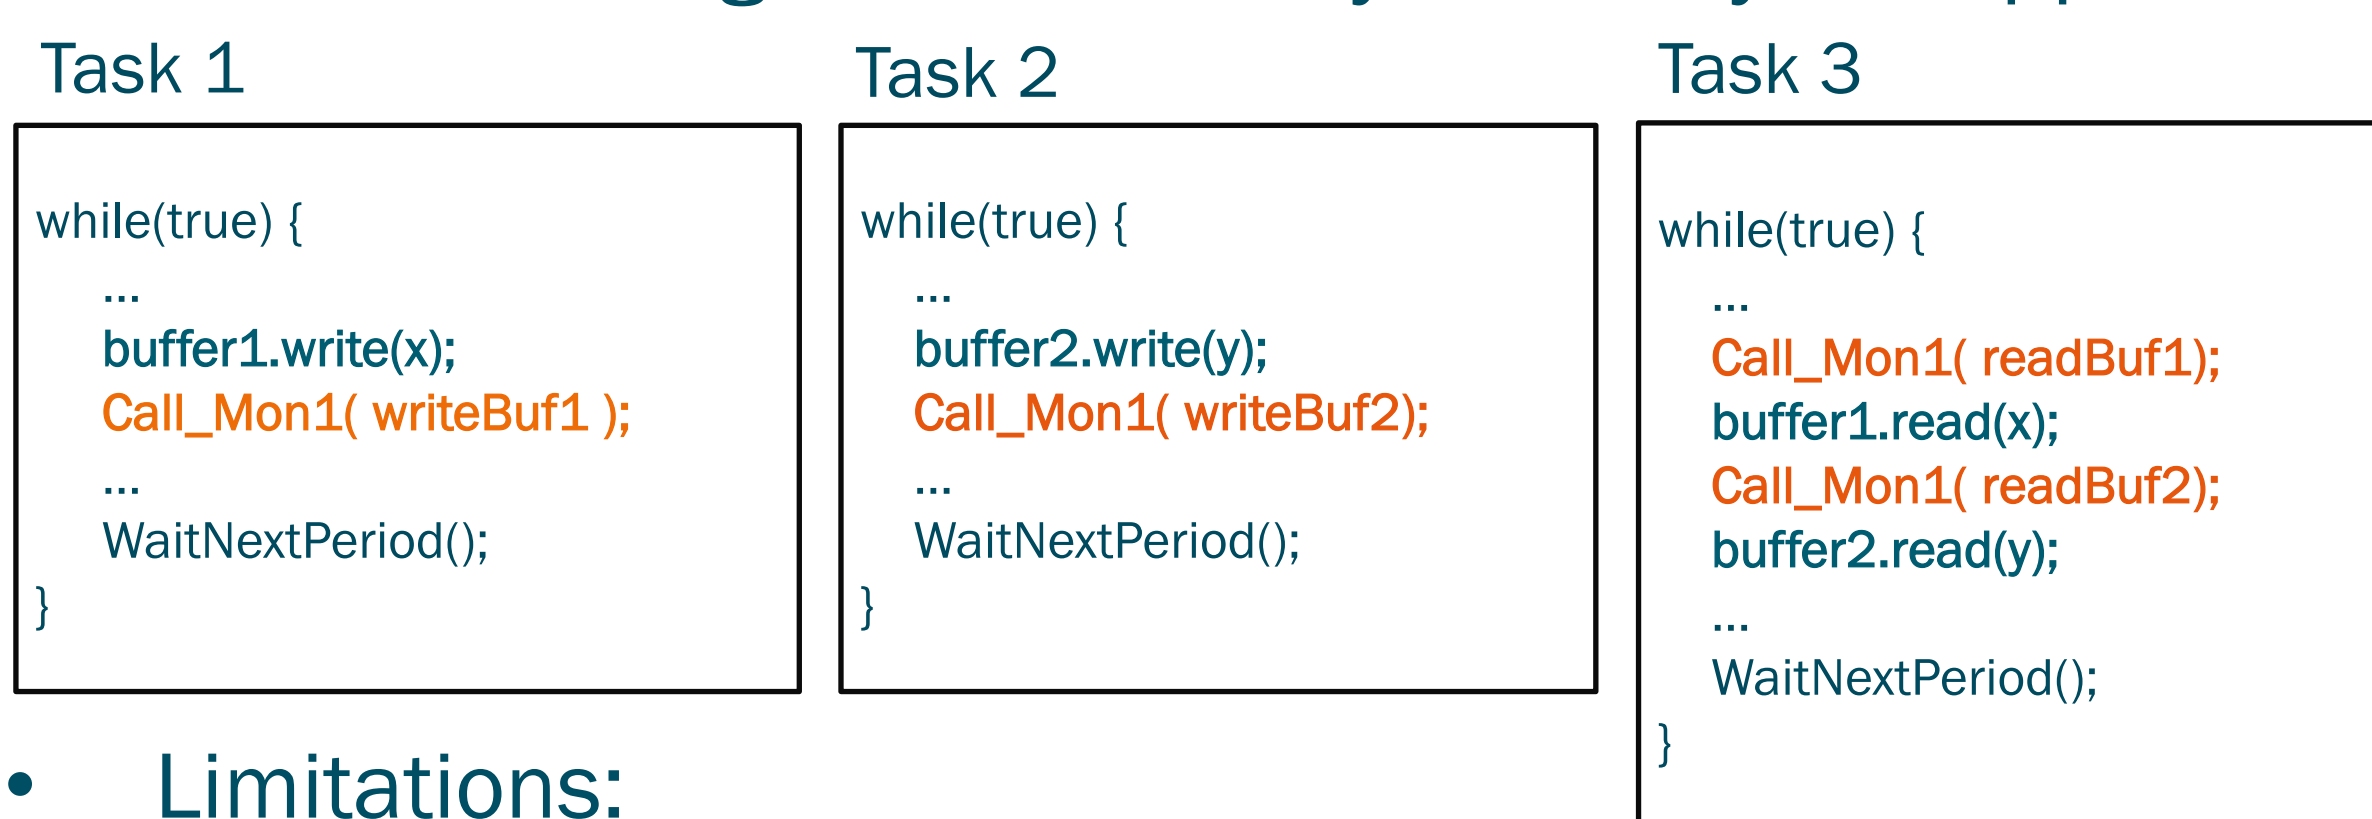 Task 1
while(true) {
...
buffer1.write(x);
Call_Mon1( writeBuf1 );
...
WaitNextPeriod();
}
Task 2
while(true) {
...
buffer2.write(y);
Call_Mon1( writeBuf2);
...
WaitNextPeriod();
}
Task 3
while(true) {
...
Call_Mon1( readBuf1);
buffer1.read(x);
Call_Mon1( readBuf2);
buffer2.read(y);
...
WaitNextPeriod();
}
• Limitations: